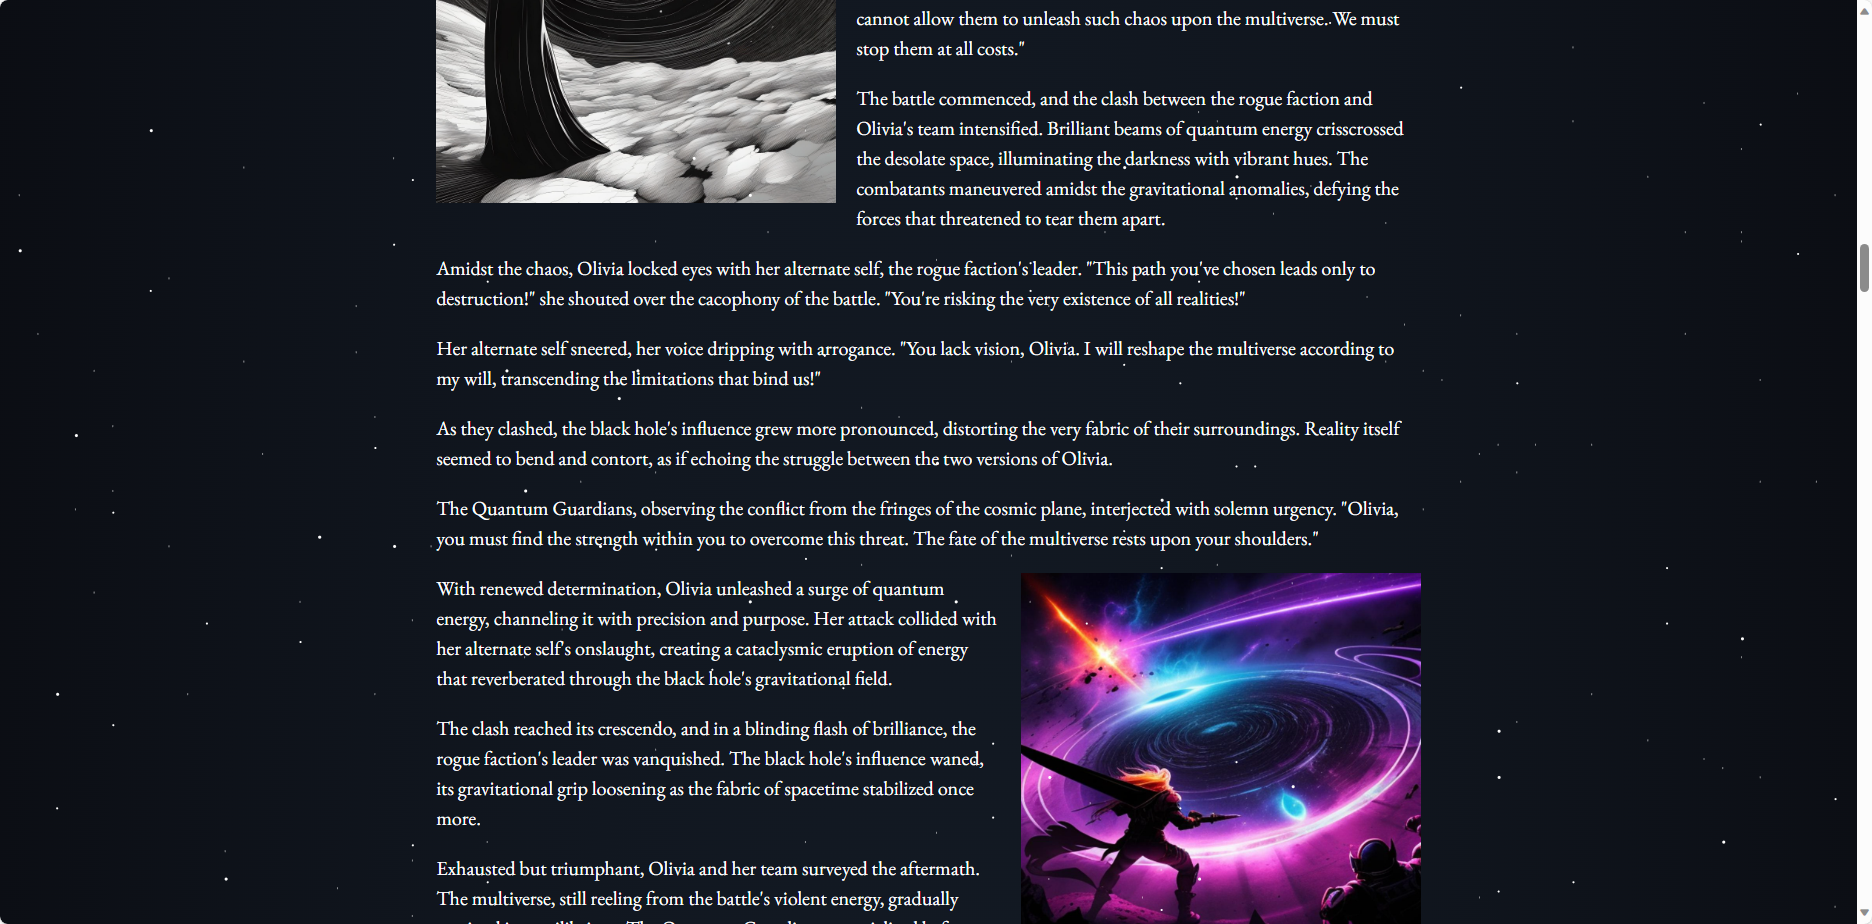 cannot allow them to unleash such chaos upon the multiverse. We must
stop them at all costs."
The battle commenced, and the clash between the rogue faction and
Olivia's team intensified. Brilliant beams of quantum energy crisscrossed
the desolate space, illuminating the darkness with vibrant hues. The
combatants maneuvered amidst the gravitational anomalies, defying the
forces that threatened to tear them apart.
Amidst the chaos, Olivia locked eyes with her alternate self, the rogue faction's leader. "This path you've chosen leads only to
destruction!" she shouted over the cacophony of the battle. "You're risking the very existence of all realities!"
Her alternate self sneered, her voice dripping with arrogance. "You lack vision, Olivia. I will reshape the multiverse according to
my will, transcending the limitations that bind us!"
As they clashed, the black hole's influence grew more pronounced, distorting the very fabric of their surroundings. Reality itself
seemed to bend and contort, as if echoing the struggle between the two versions of Olivia.
The Quantum Guardians, observing the conflict from the fringes of the cosmic plane, interjected with solemn urgency. "Olivia,
you must find the strength within you to overcome this threat. The fate of the multiverse rests upon your shoulders."
With renewed determination, Olivia unleashed a surge of quantum
energy, channeling it with precision and purpose. Her attack collided with
her alternate self's onslaught, creating a cataclysmic eruption of energy
that reverberated through the black hole's gravitational field.
The clash reached its crescendo, and in a blinding flash of brilliance, the
rogue faction's leader was vanquished. The black hole's influence waned,
its gravitational grip loosening as the fabric of spacetime stabilized once
more.
Exhausted but triumphant, Olivia and her team surveyed the aftermath.
The multiverse, still reeling from the battle's violent energy, gradually